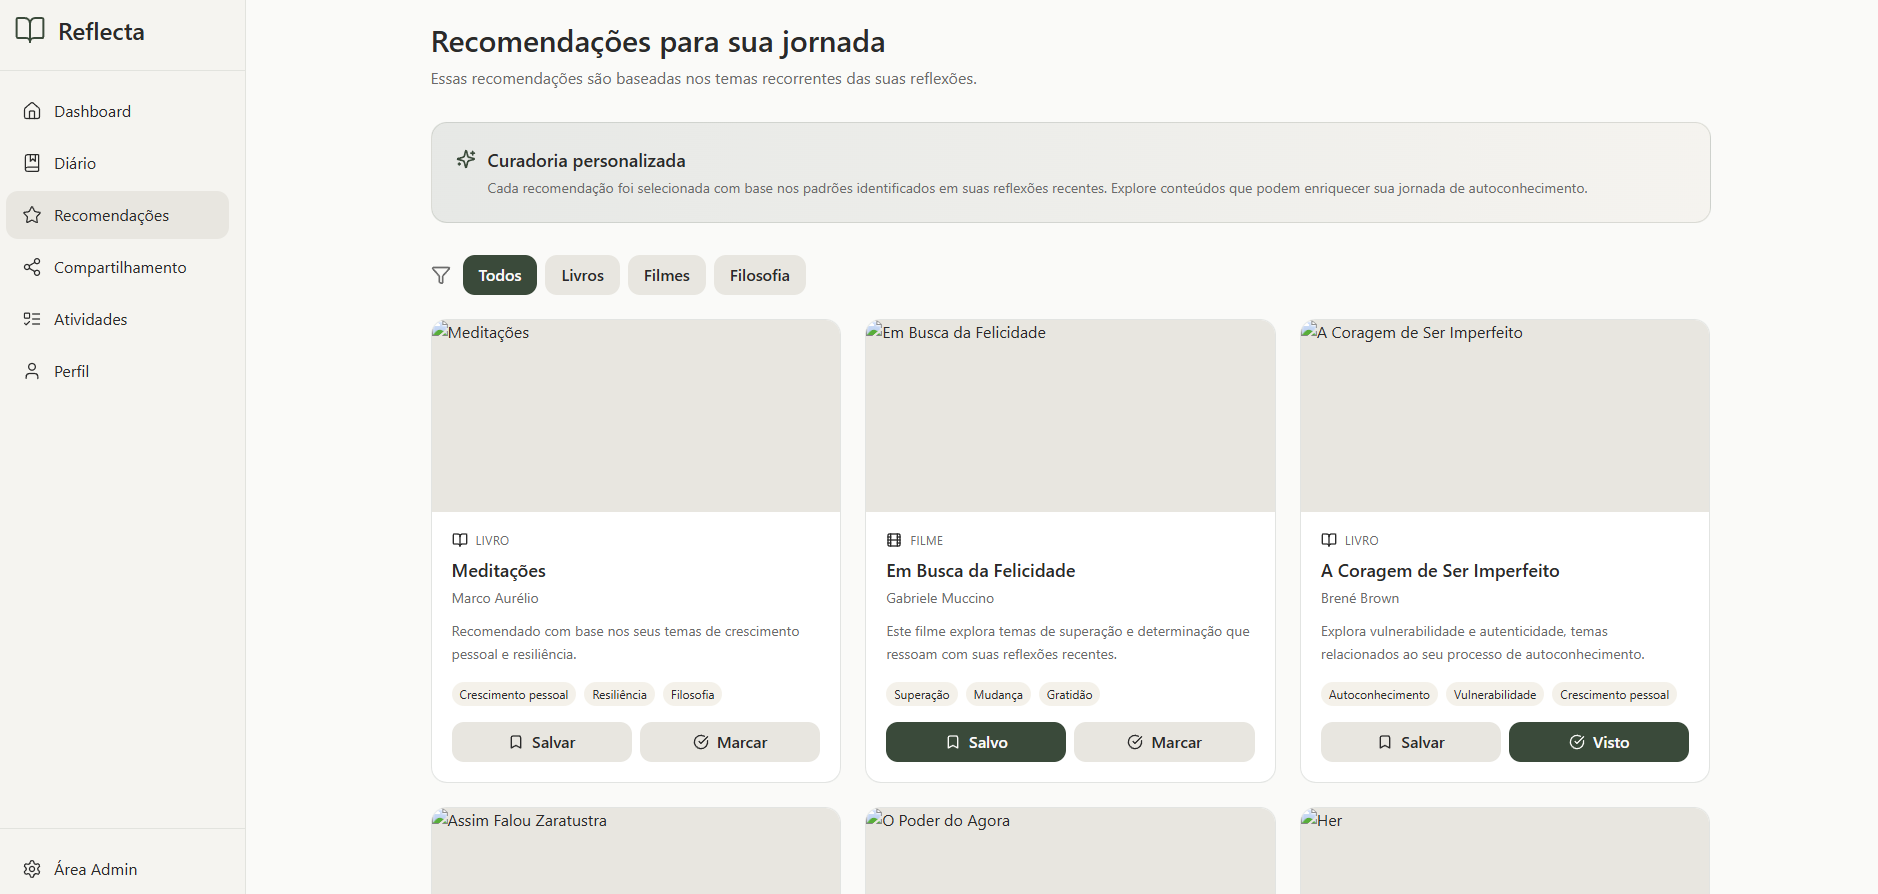 Reflecta
Dashboard
Diário
Recomendações
Compartilhamento
Atividades
Perfil
Área Admin
Recomendações para sua jornada
Essas recomendações são baseadas nos temas recorrentes das suas reflexões.
Curadoria personalizada
Cada recomendação foi selecionada com base nos padrões identificados em suas reflexões recentes. Explore conteúdos que podem enriquecer sua jornada de autoconhecimento.
Todos
Livros
Filmes
Filosofia
Meditações
LIVRO
Meditações
Marco Aurélio
Recomendado com base nos seus temas de crescimento
pessoal e resiliência.
Crescimento pessoal
Resiliência
Filosofia
Salvar
Marcar
Em Busca da Felicidade
FILME
Em Busca da Felicidade
Gabriele Muccino
Este filme explora temas de superação e determinação que
ressoam com suas reflexões recentes.
Superação
Mudança
Gratidão
Salvo
Marcar
A Coragem de Ser Imperfeito
LIVRO
A Coragem de Ser Imperfeito
Brené Brown
Explora vulnerabilidade e autenticidade, temas
relacionados ao seu processo de autoconhecimento.
Autoconhecimento
Vulnerabilidade
Crescimento pessoal
Salvar
Visto
Assim Falou Zaratustra
O Poder do Agora
Her